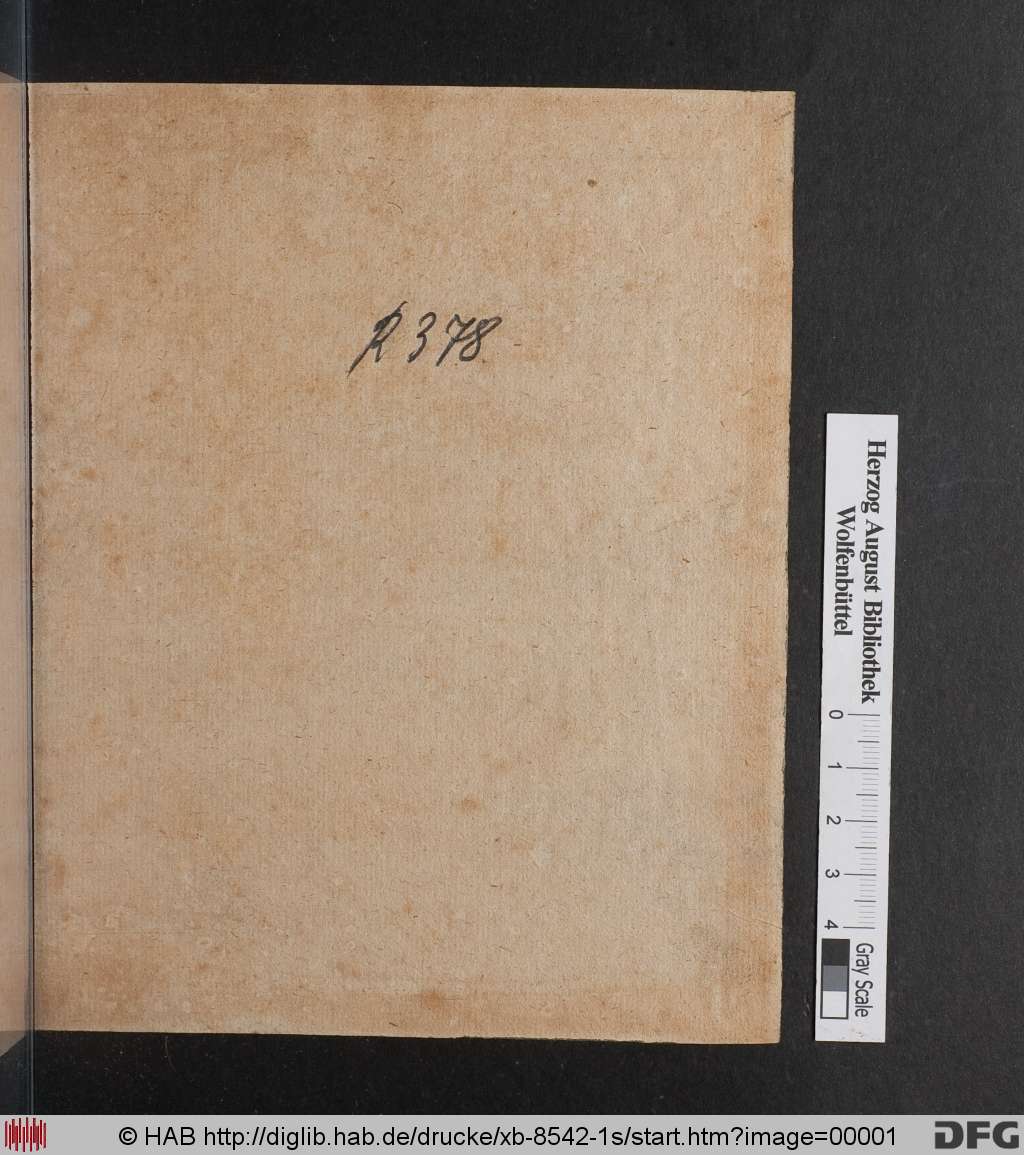 R 378
Herzog August Bibliothek
Wolfenbüttel
0 1 2 3 4
Gray Scale
© HAB http://diglib.hab.de/drucke/xb-8542-1s/start.htm?image=00001
DFG